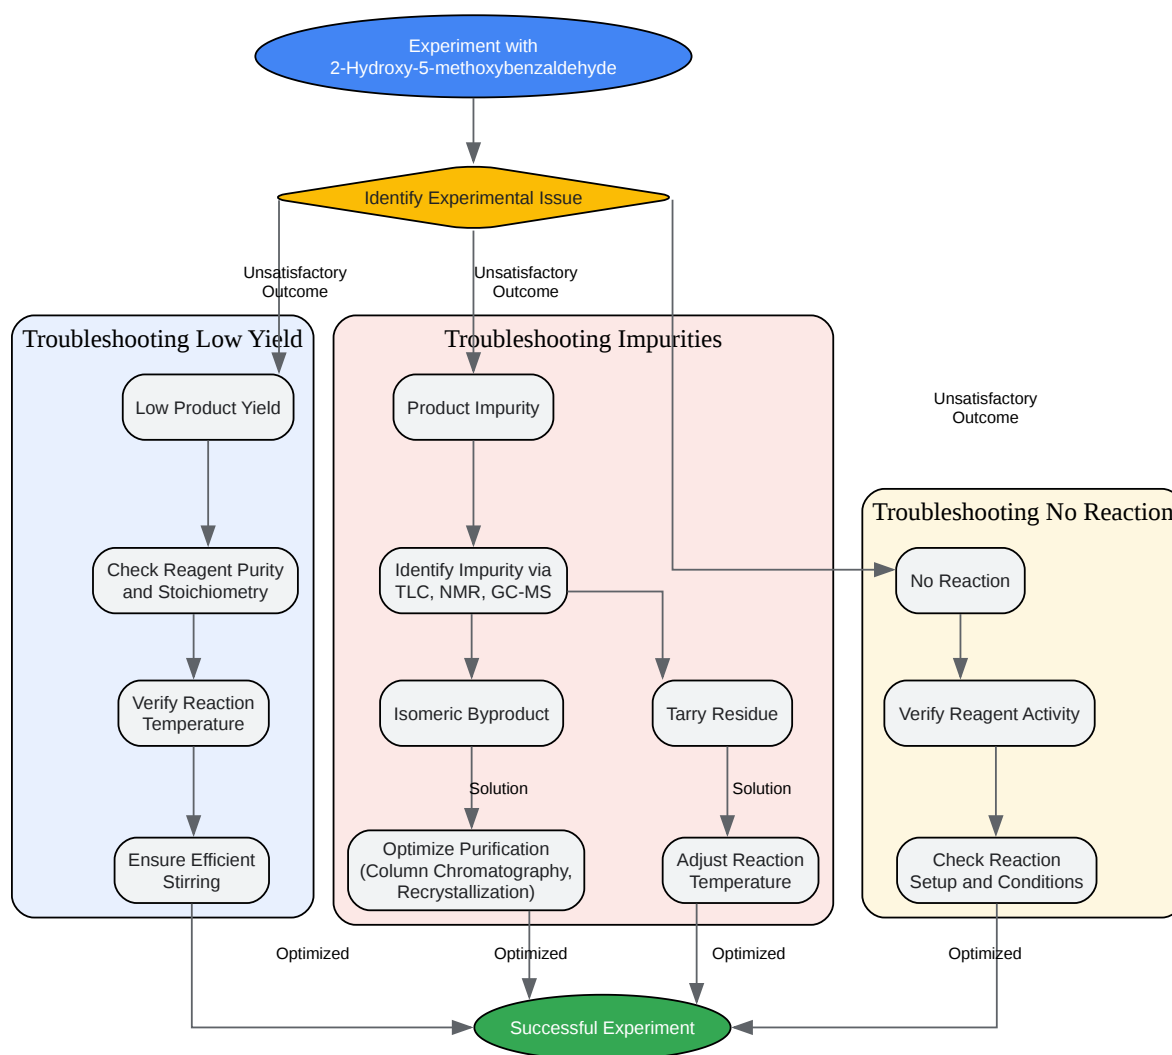 Experiment with
2-Hydroxy-5-methoxybenzaldehyde
Identify Experimental Issue
Unsatisfactory
Outcome
Unsatisfactory
Outcome
Unsatisfactory
Outcome
Troubleshooting Low Yield
Low Product Yield
Check Reagent Purity
and Stoichiometry
Verify Reaction
Temperature
Ensure Efficient
Stirring
Troubleshooting Impurities
Product Impurity
Identify Impurity via
TLC, NMR, GC-MS
Isomeric Byproduct
Tarry Residue
Solution
Solution
Optimize Purification
(Column Chromatography,
Recrystallization)
Adjust Reaction
Temperature
Troubleshooting No Reaction
No Reaction
Verify Reagent Activity
Check Reaction
Setup and Conditions
Optimized
Optimized
Optimized
Optimized
Successful Experiment